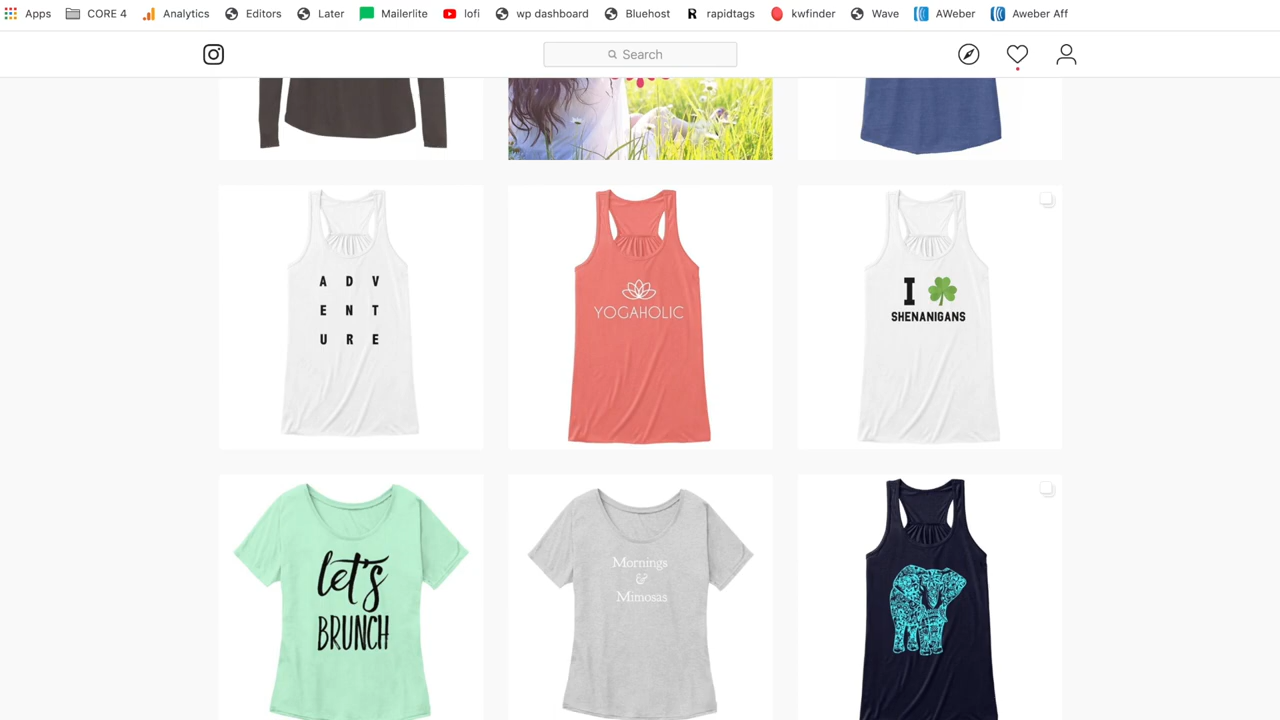 Apps CORE 4 Analytics Editors Later Mailerlite lofi wp dashboard Bluehost rapidtags kwfinder Wave AWeber Aweber Aff
Search
A D V
E N T
U R E
YOGAHOLIC
I
SHENANIGANS
let's
BRUNCH
Mornings
&
Mimosas